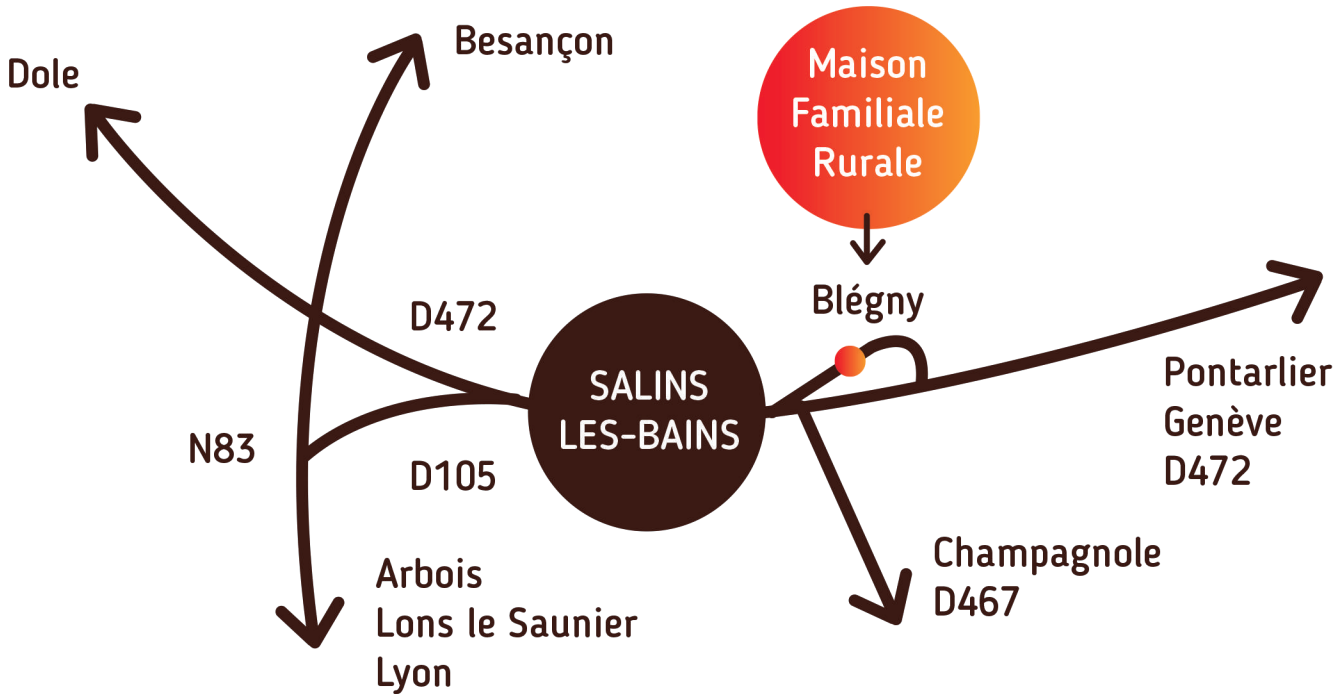 Dole
Besançon
Maison
Familiale
Rurale
Blégny
D472
SALINS
LES-BAINS
N83
D105
Pontarlier
Genève
D472
Arbois
Lons le Saunier
Lyon
Champagnole
D467